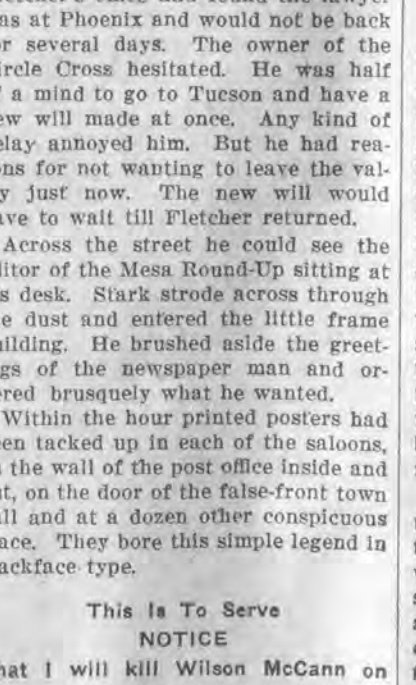 as at Phoenix and would not be back
r several days. The owner of the
ircle Cross hesitated. He was half
a mind to go to Tucson and have a
ew will made at once. Any kind of
elay annoyed him. But he had rea-
ons for not wanting to leave the val-
y just now. The new will would
ave to wait till Fletcher returned.
Across the street he could see the
litor of the Mesa Round-Up sitting at
s desk. Stark strode across through
e dust and entered the little frame
uilding. He brushed aside the greet-
gs of the newspaper man and or-
ered brusquely what he wanted.
Within the hour printed posters had
een tacked up in each of the saloons,
the wall of the post office inside and
ut, on the door of the false-front town
all and at a dozen other conspicuous
ace. They bore this simple legend in
ackface type.
This Is To Serve
NOTICE
hat I will kill Wilson McCann on